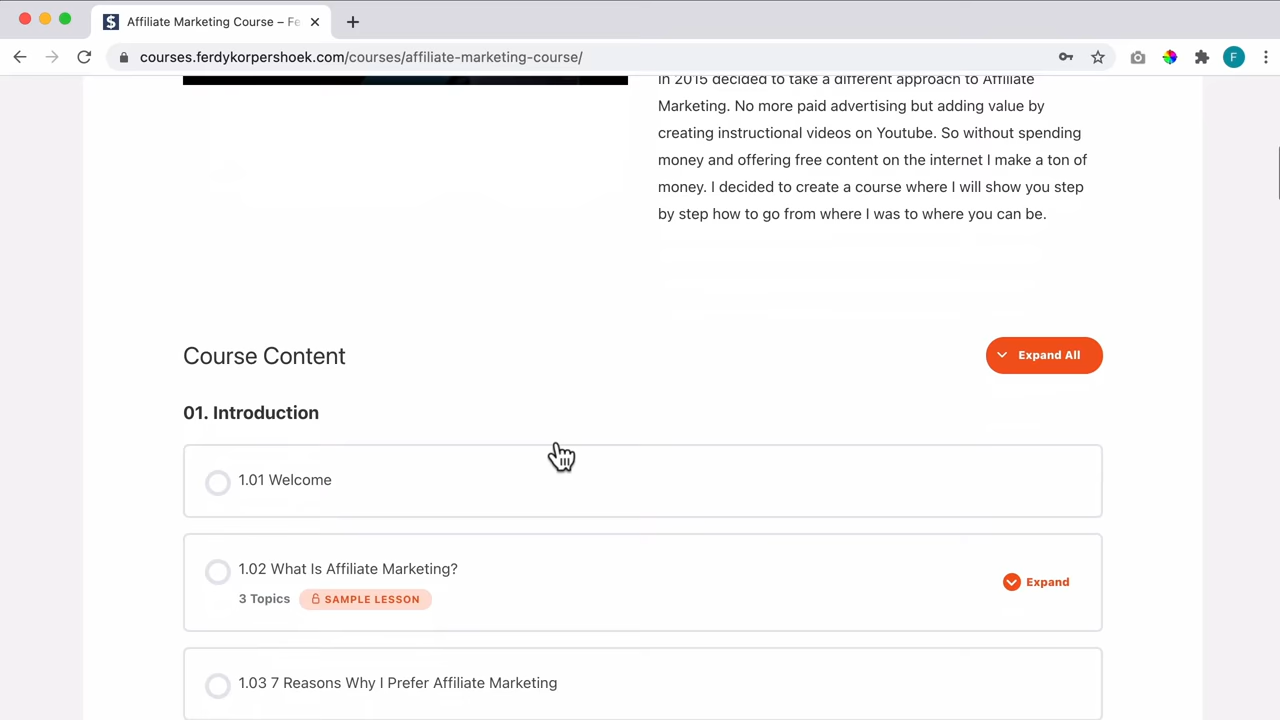 Affiliate Marketing Course – Fe
courses.ferdykorpershoek.com/courses/affiliate-marketing-course/
F
In 2015 decided to take a different approach to Affiliate
Marketing. No more paid advertising but adding value by
creating instructional videos on Youtube. So without spending
money and offering free content on the internet I make a ton of
money. I decided to create a course where I will show you step
by step how to go from where I was to where you can be.
Course Content
Expand All
01. Introduction
1.01 Welcome
1.02 What Is Affiliate Marketing?
3 Topics
SAMPLE LESSON
Expand
1.03 7 Reasons Why I Prefer Affiliate Marketing